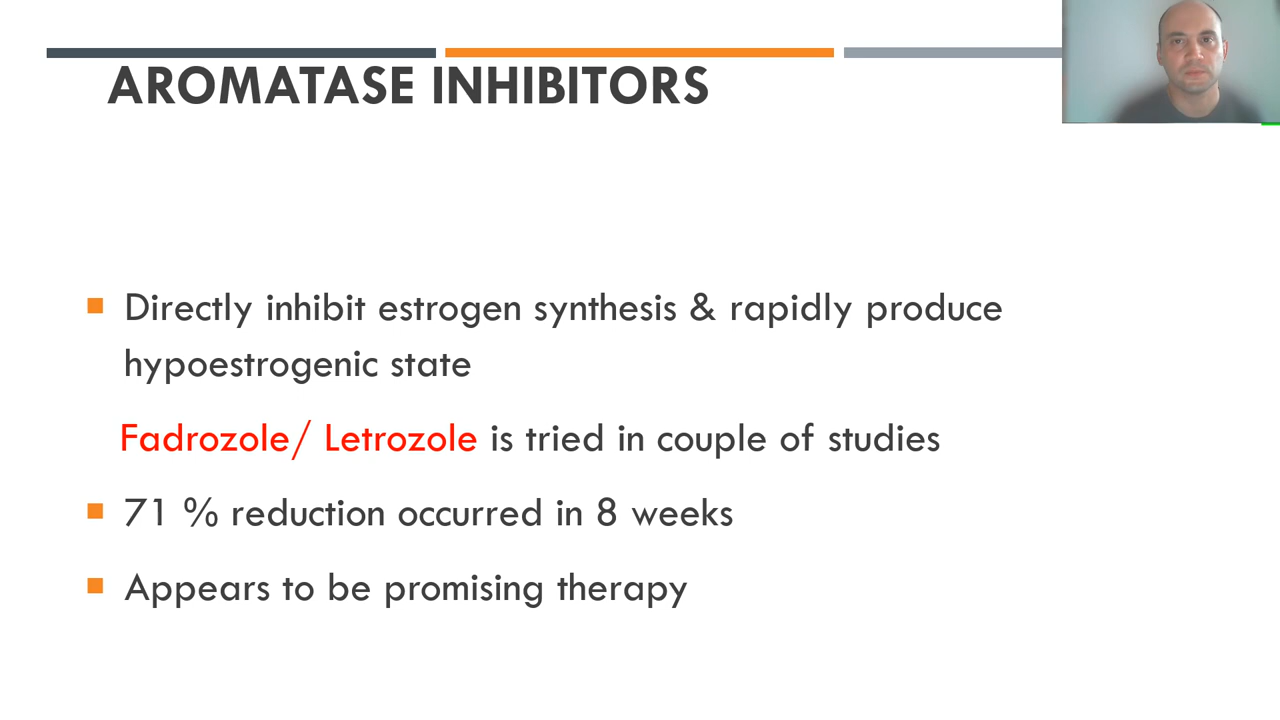 AROMATASE INHIBITORS
Directly inhibit estrogen synthesis & rapidly produce
hypoestrogenic state
Fadrozole/ Letrozole is tried in couple of studies
71 % reduction occurred in 8 weeks
Appears to be promising therapy